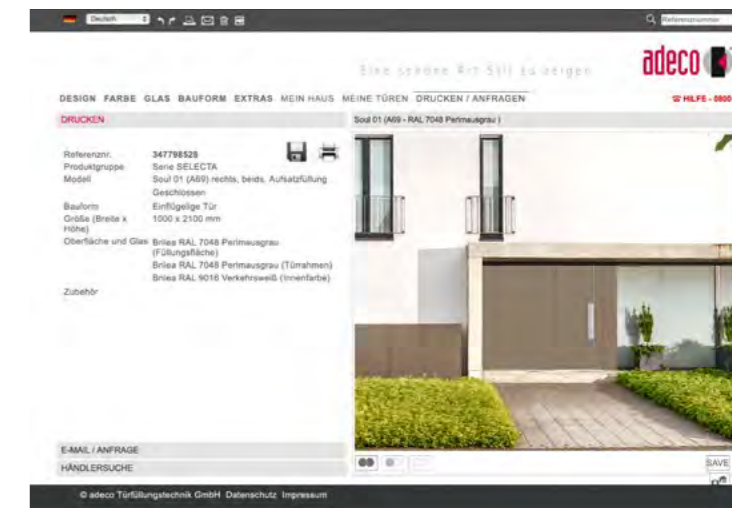 Deutsch
Referenznummer
Eine schöne Art Stil zu zeigen
adeco
DESIGN FARBE GLAS BAUFORM EXTRAS MEIN HAUS MEINE TÜREN DRUCKEN / ANFRAGEN
☎ HILFE - 0800
DRUCKEN
Soul 01 (A69 - RAL 7048 Perlmausgrau )
Referenznr. 347798528
Produktgruppe Serie SELECTA
Modell Soul 01 (A69) rechts, beids. Aufsatzfüllung
Geschlossen
Bauform Einflügelige Tür
Größe (Breite x 1000 x 2100 mm
Höhe)
Oberfläche und Glas Brilea RAL 7048 Perlmausgrau
(Füllungsfläche)
Brilea RAL 7048 Perlmausgrau (Türrahmen)
Brilea RAL 9016 Verkehrsweiß (Innenfarbe)
Zubehör
E-MAIL / ANFRAGE
HÄNDLERSUCHE
SAVE
© adeco Türfüllungstechnik GmbH Datenschutz Impressum